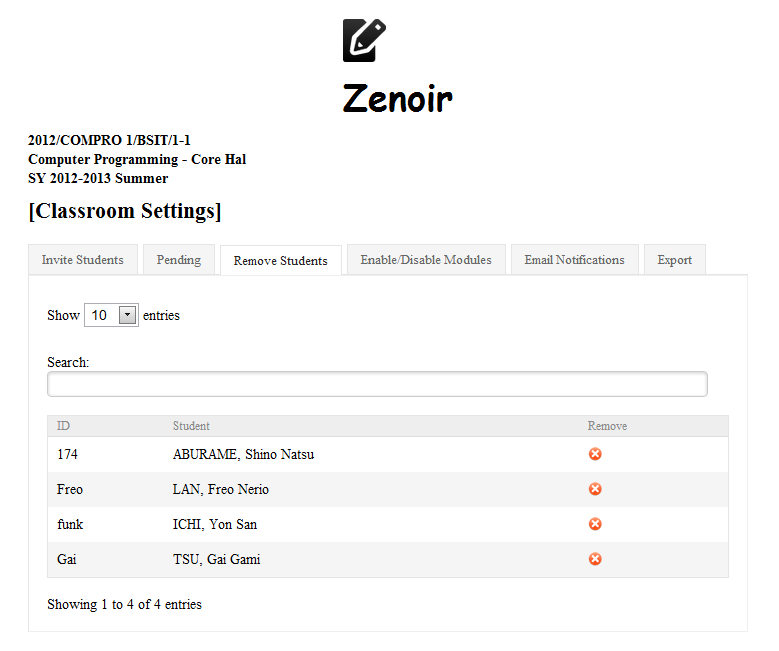 Zenoir
2012/COMPRO 1/BSIT/1-1
Computer Programming - Core Hal
SY 2012-2013 Summer
[Classroom Settings]
Invite Students Pending Remove Students Enable/Disable Modules Email Notifications Export
Show 10 entries
Search:
ID Student Remove
174 ABURAME, Shino Natsu
Freo LAN, Freo Nerio
funk ICHI, Yon San
Gai TSU, Gai Gami
Showing 1 to 4 of 4 entries